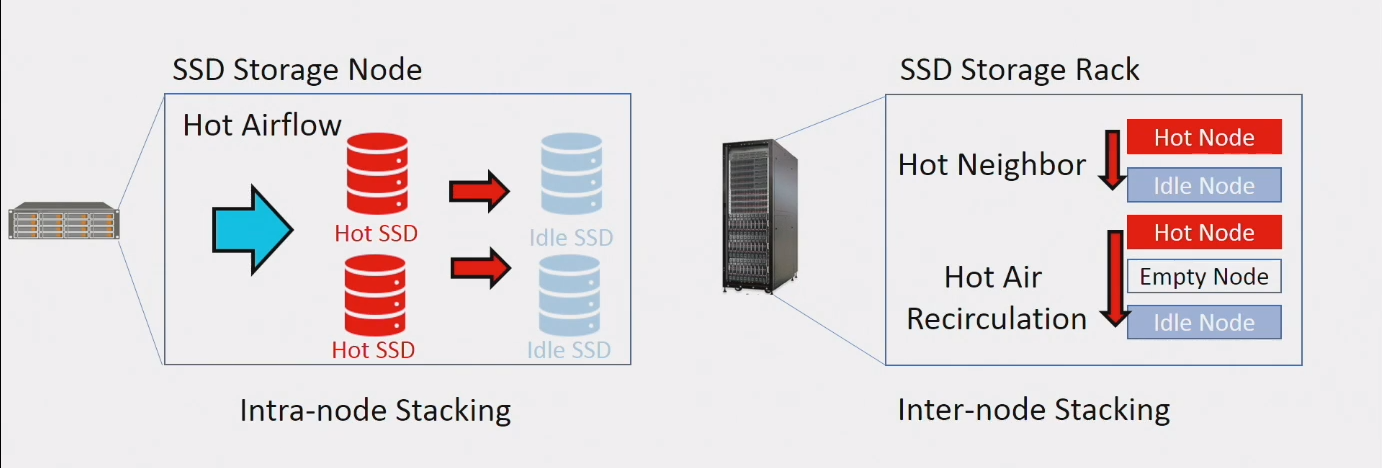 SSD Storage Node
Hot Airflow
Hot SSD
Idle SSD
Hot SSD
Idle SSD
Intra-node Stacking
SSD Storage Rack
Hot Neighbor
Hot Node
Idle Node
Hot Air
Recirculation
Hot Node
Empty Node
Idle Node
Inter-node Stacking